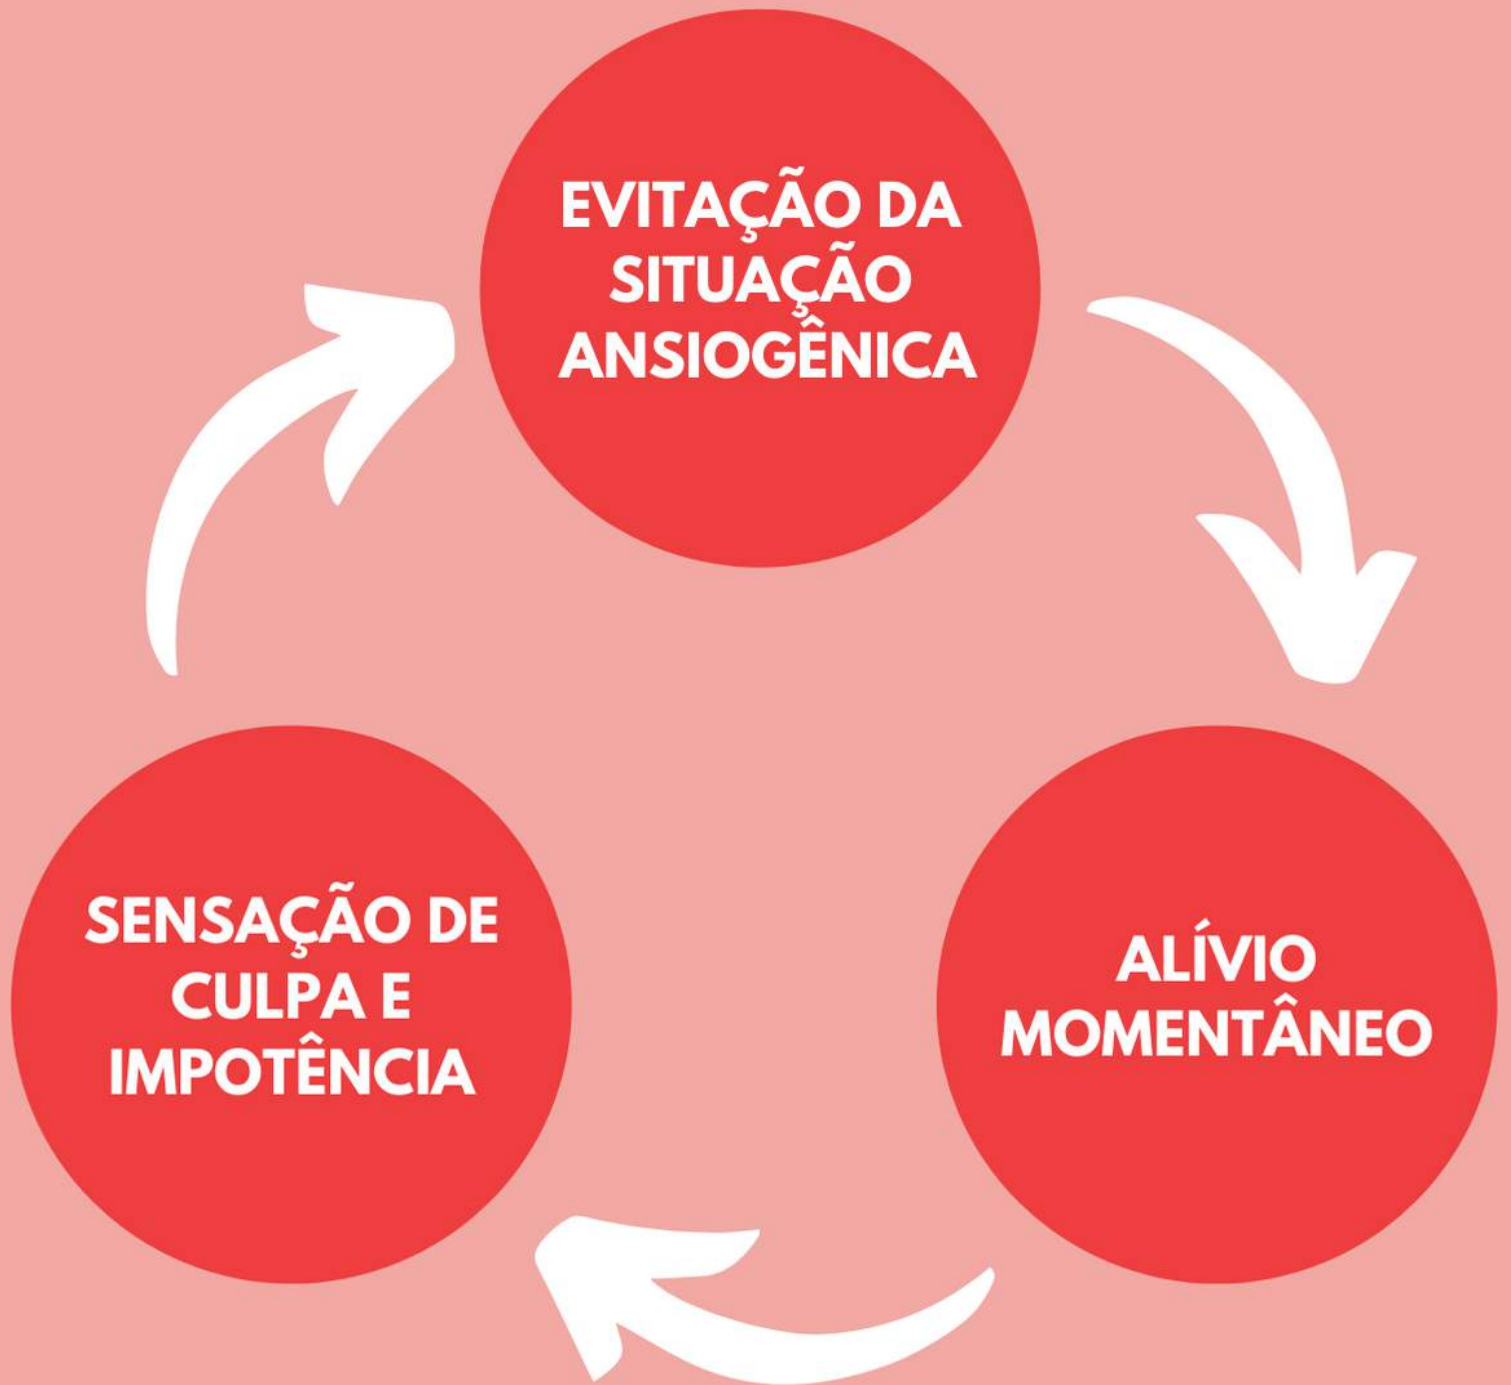 EVITAÇÃO DA
SITUAÇÃO
ANSIOGÊNICA
ALÍVIO
MOMENTÂNEO
SENSAÇÃO DE
CULPA E
IMPOTÊNCIA